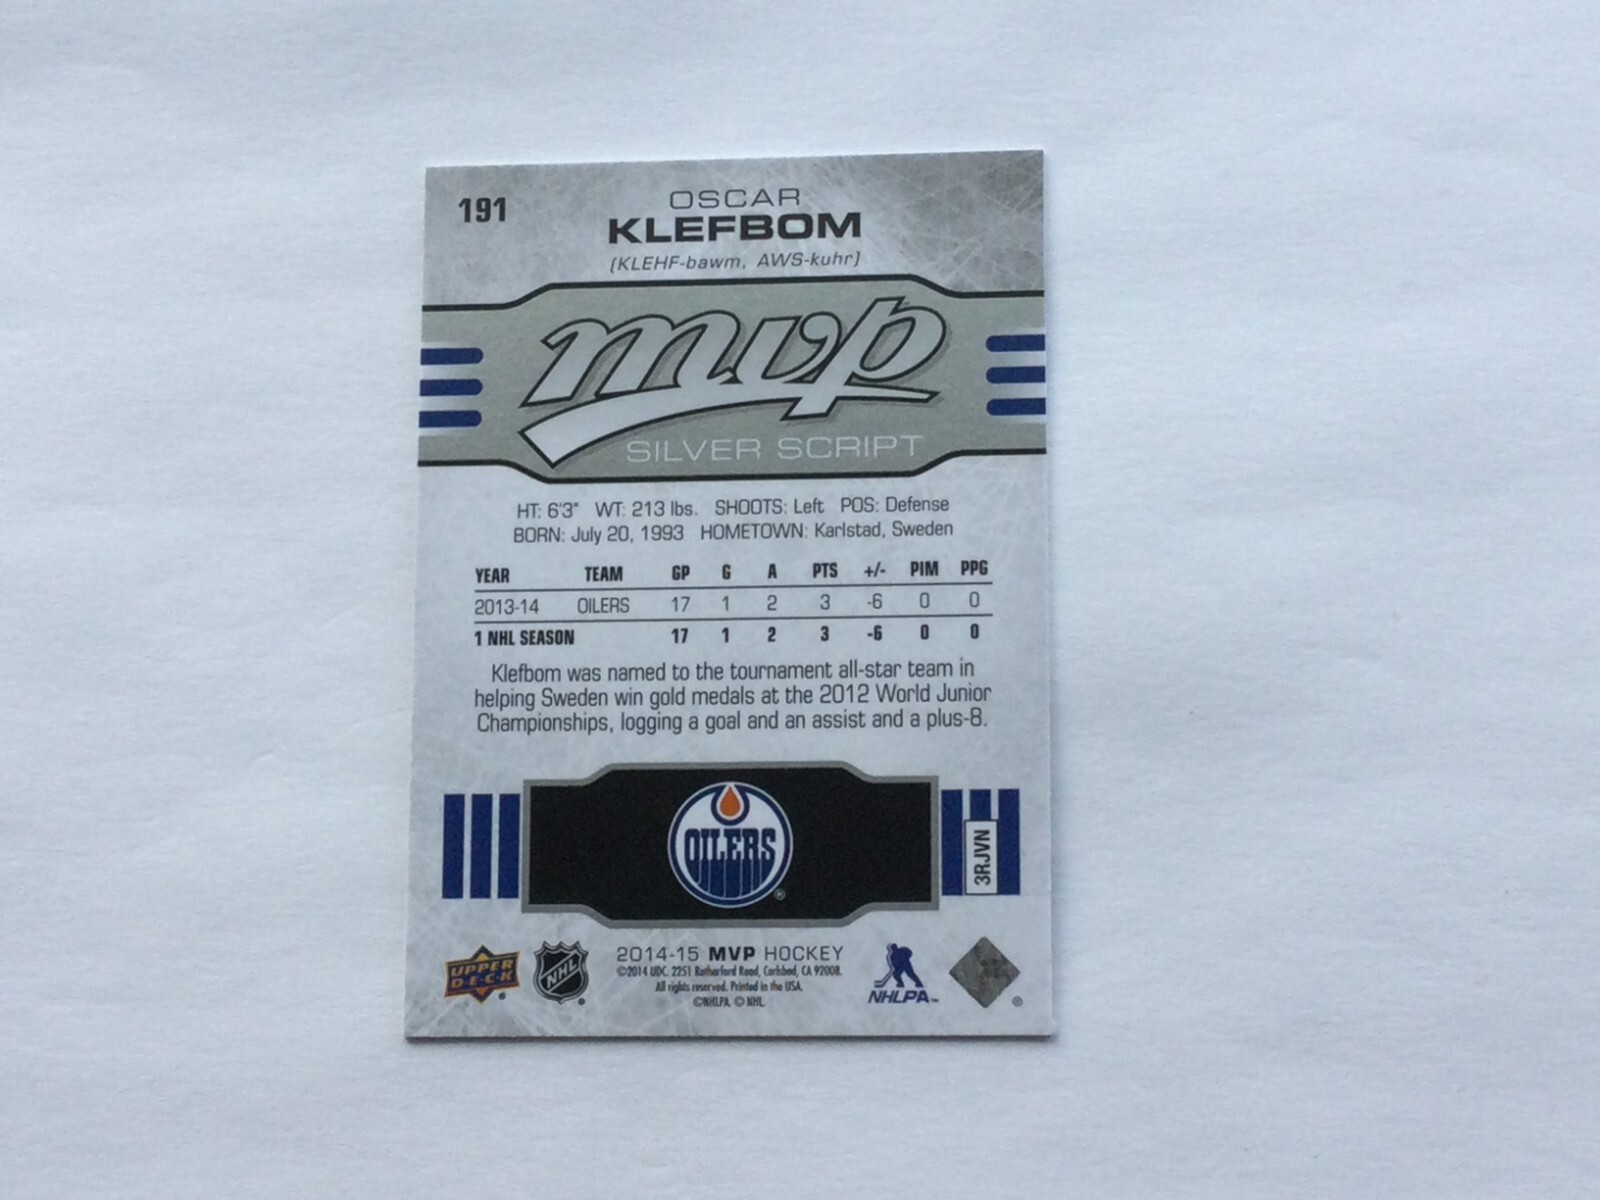 191
OSCAR
KLEFBOM
(KLEHF-bawm, AWS-kuhr)
mvp
SILVER SCRIPT
HT: 6'3" WT: 213 lbs. SHOOTS: Left POS: Defense
BORN: July 20, 1993 HOMETOWN: Karlstad, Sweden
YEAR TEAM GP G A PTS +/- PIM PPG
2013-14 OILERS 17 1 2 3 -6 0 0
1 NHL SEASON 17 1 2 3 -6 0 0
Klefbom was named to the tournament all-star team in
helping Sweden win gold medals at the 2012 World Junior
Championships, logging a goal and an assist and a plus-8.
OILERS
®
3RJVN
UPPER
D·E·C·K
®
NHL
®
2014-15 MVP HOCKEY
©2014 UDC. 2251 Rutherford Road, Carlsbad, CA 92008.
All rights reserved. Printed in the USA.
©NHLPA. © NHL.
NHLPA™
®